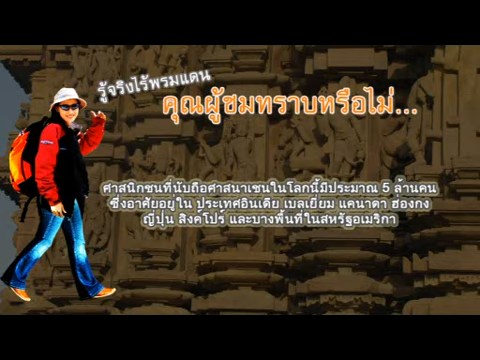 รู้จริงไร้พรมแดน
คุณผู้ชมทราบหรือไม่...
ศาสนิกชนที่นับถือศาสนาเชนในโลกนี้มีประมาณ 5 ล้านคน
ซึ่งอาศัยอยู่ใน ประเทศอินเดีย เบลเยี่ยม แคนาดา ฮ่องกง
ญี่ปุ่น สิงค์โปร์ และบางพื้นที่ในสหรัฐอเมริกา